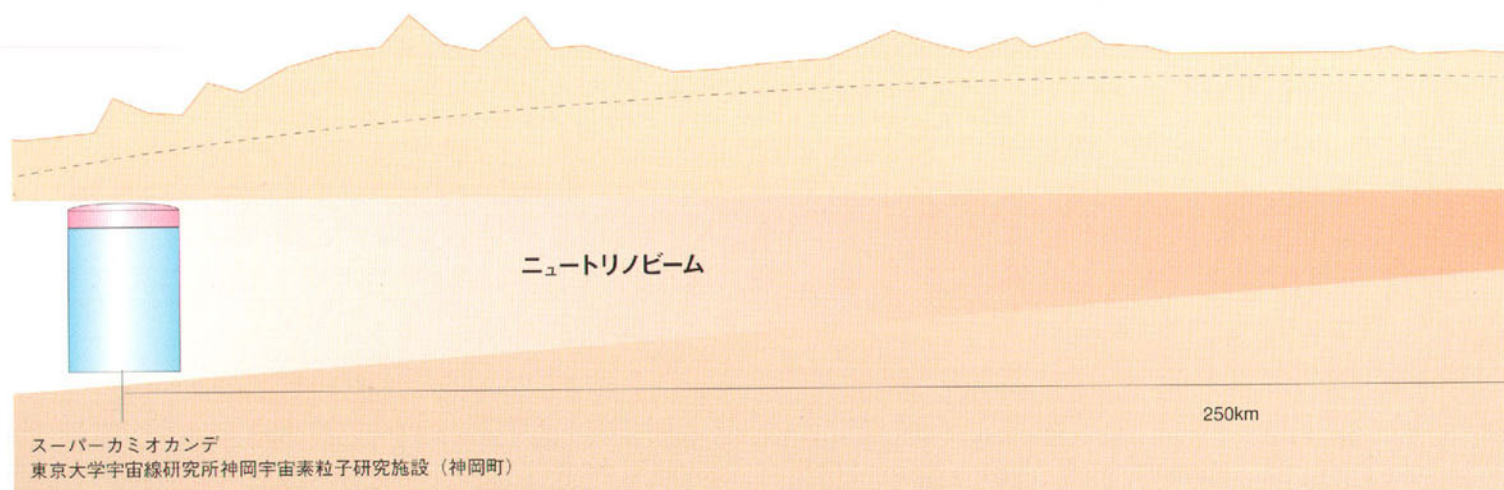 ニュートリノビーム
250km
スーパーカミオカンデ
東京大学宇宙線研究所神岡宇宙素粒子研究施設（神岡町）